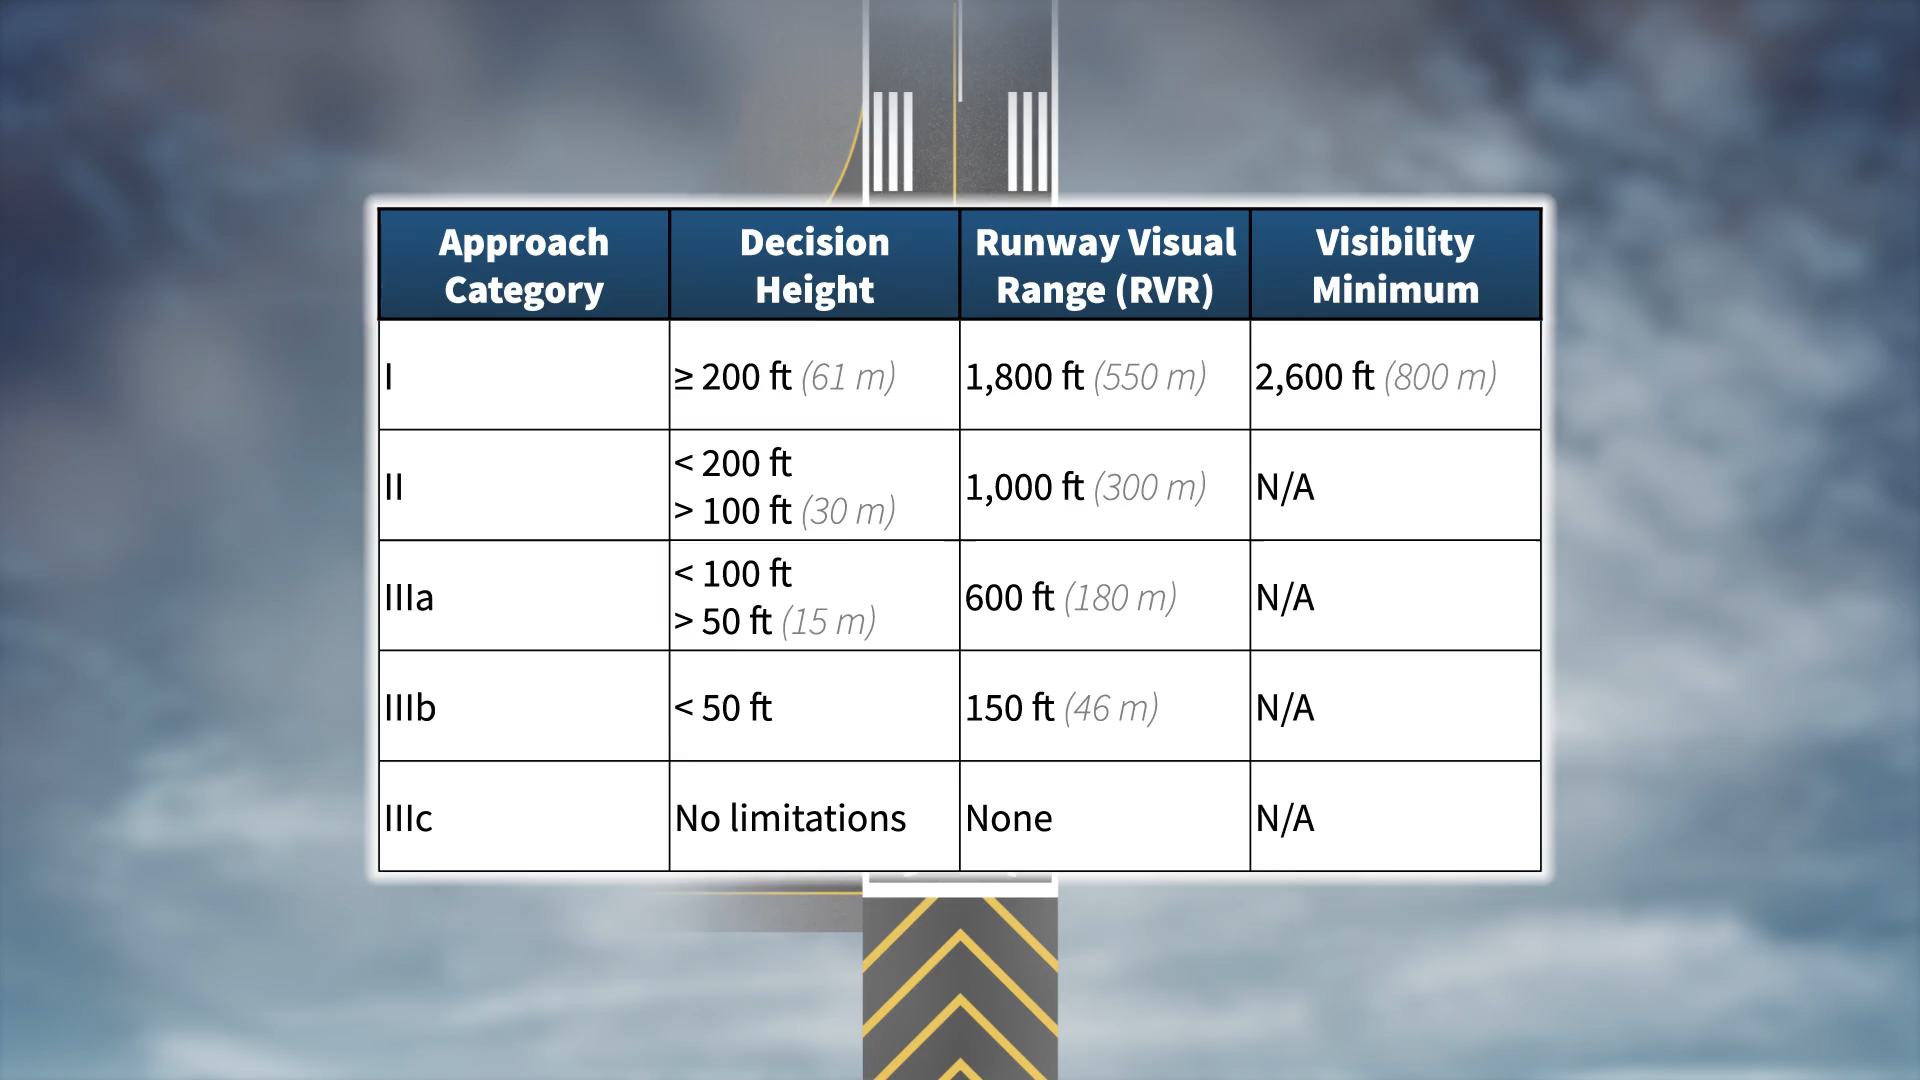 Approach Category
Decision Height
Runway Visual Range (RVR)
Visibility Minimum
I
≥ 200 ft (61 m)
1,800 ft (550 m)
2,600 ft (800 m)
II
< 200 ft
> 100 ft (30 m)
1,000 ft (300 m)
N/A
IIIa
< 100 ft
> 50 ft (15 m)
600 ft (180 m)
N/A
IIIb
< 50 ft
150 ft (46 m)
N/A
IIIc
No limitations
None
N/A